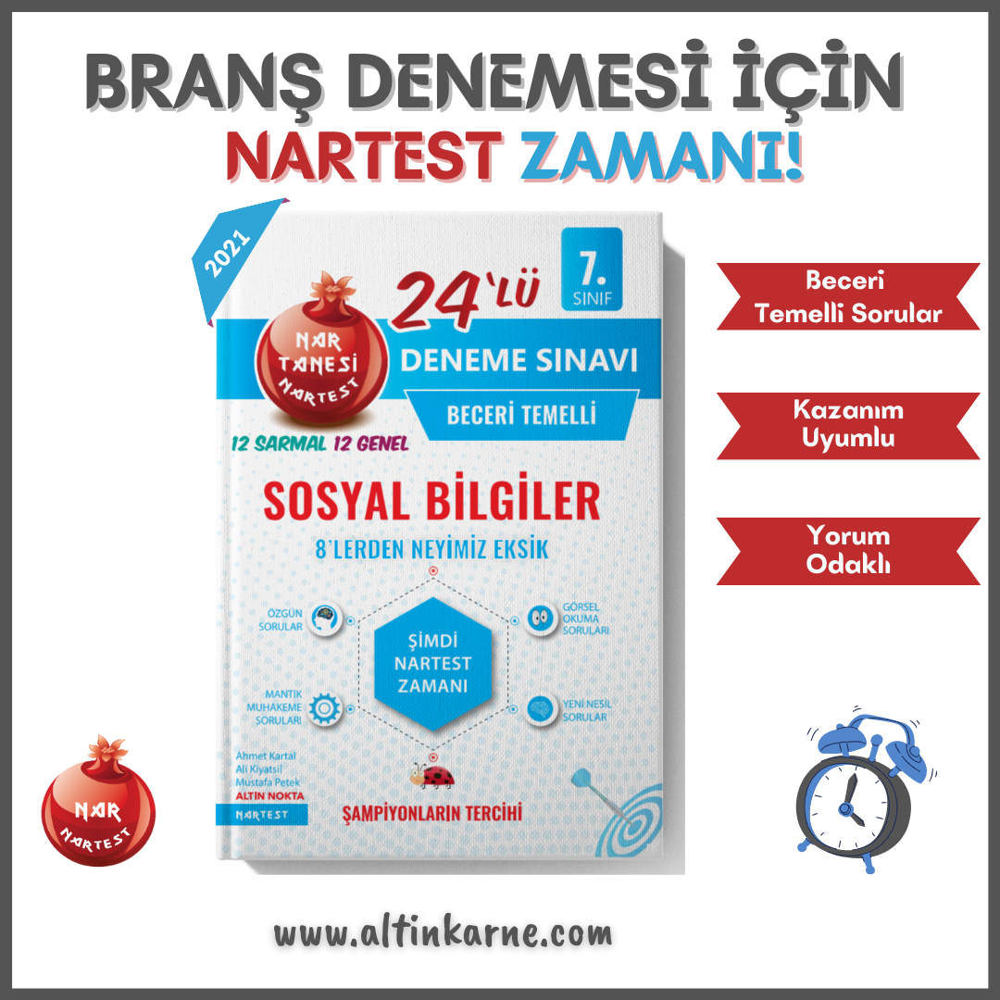 BRANŞ DENEMESİ İÇİN
NARTEST ZAMANI!
2021
7.
SINIF
24'LÜ
NAR
TANESİ
NARTEST
DENEME SINAVI
BECERİ TEMELLİ
12 SARMAL 12 GENEL
SOSYAL BİLGİLER
8'LERDEN NEYİMİZ EKSİK
ÖZGÜN
SORULAR
GÖRSEL
OKUMA
SORULARI
ŞİMDİ
NARTEST
ZAMANI
MANTIK
MUHAKEME
SORULARI
YENİ NESİL
SORULAR
Ahmet Kartal
Ali Kiyatsil
Mustafa Petek
ALTIN NOKTA
NARTEST
ŞAMPİYONLARIN TERCİHİ
Beceri
Temelli Sorular
Kazanım
Uyumlu
Yorum
Odaklı
NAR
NARTEST
www.altinkarne.com